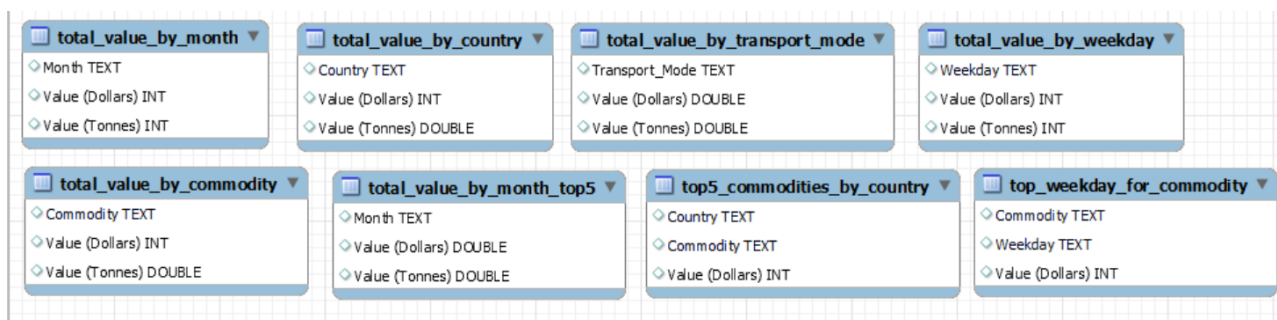 total_value_by_month
Month TEXT
Value (Dollars) INT
Value (Tonnes) INT
total_value_by_country
Country TEXT
Value (Dollars) INT
Value (Tonnes) DOUBLE
total_value_by_transport_mode
Transport_Mode TEXT
Value (Dollars) DOUBLE
Value (Tonnes) DOUBLE
total_value_by_weekday
Weekday TEXT
Value (Dollars) INT
Value (Tonnes) INT
total_value_by_commodity
Commodity TEXT
Value (Dollars) INT
Value (Tonnes) DOUBLE
total_value_by_month_top5
Month TEXT
Value (Dollars) DOUBLE
Value (Tonnes) DOUBLE
top5_commodities_by_country
Country TEXT
Commodity TEXT
Value (Dollars) INT
top_weekday_for_commodity
Commodity TEXT
Weekday TEXT
Value (Dollars) INT